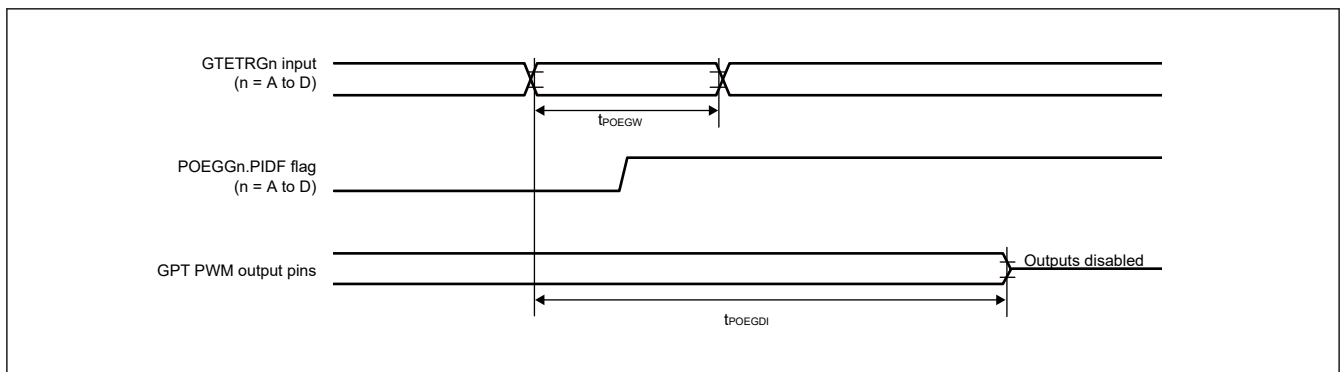 GTETRGn input
(n = A to D)
tPOEGW
POEGGn.PIDF flag
(n = A to D)
GPT PWM output pins
Outputs disabled
tPOEGDI